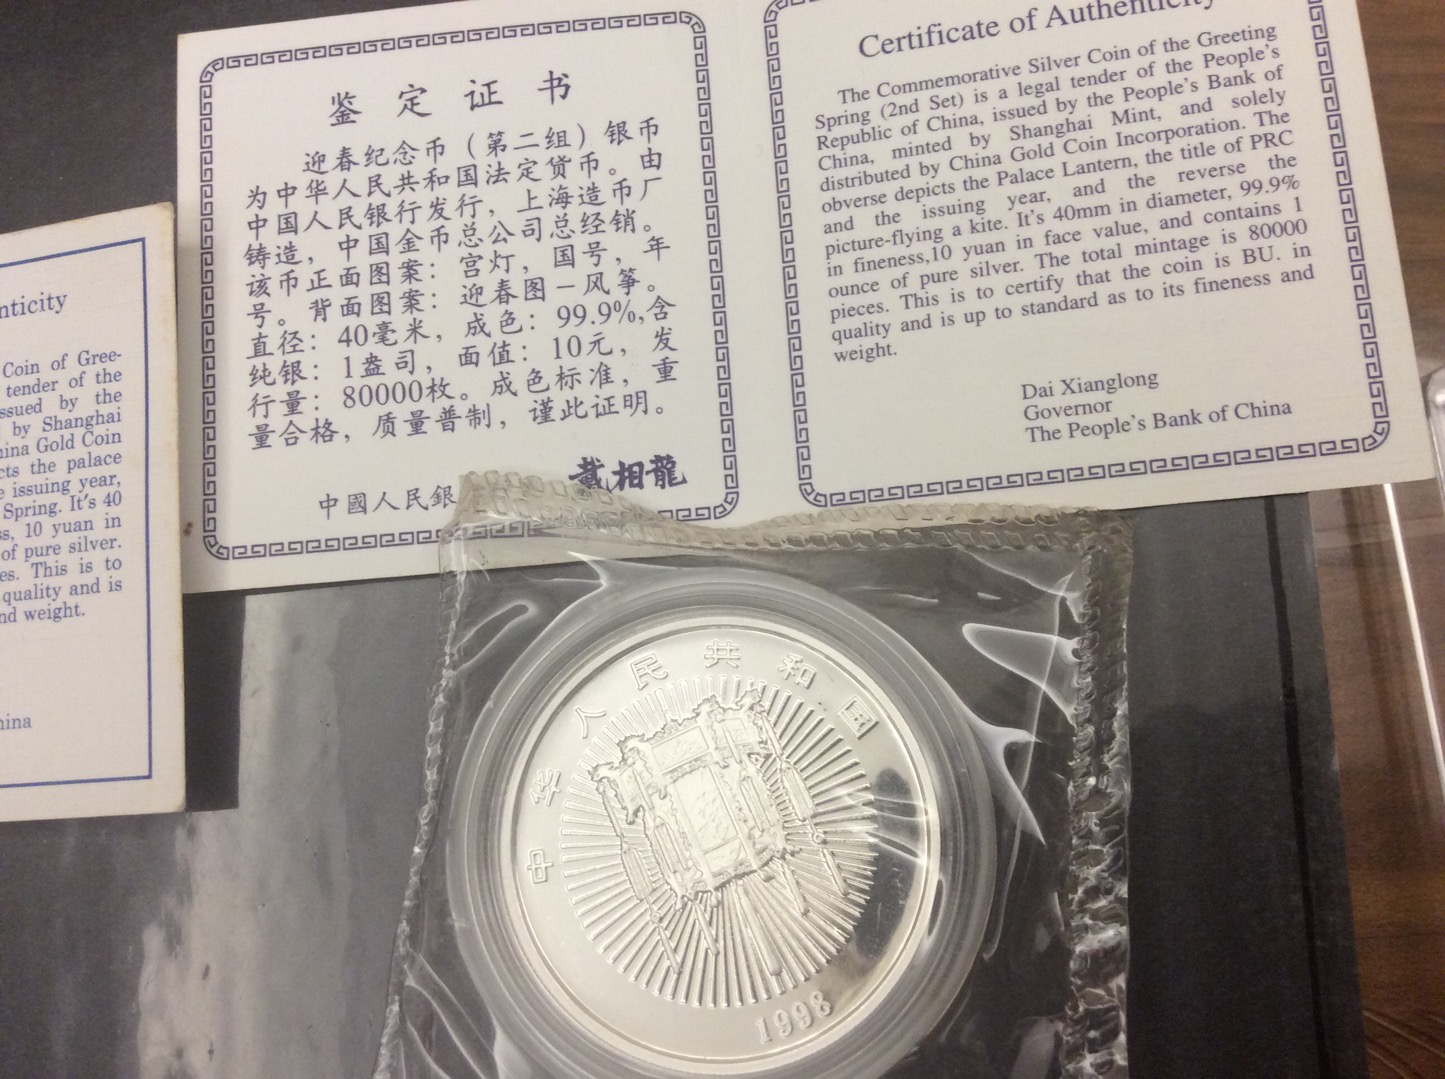 鉴定证书
迎春纪念币（第二组）银币
为中华人民共和国法定货币。由
中国人民银行发行，上海造币厂
铸造，中国金币总公司总经销。
该币正面图案：宫灯，国号，年
号。背面图案：迎春图－风筝。
直径：40毫米，成色：99.9%,含
纯银：1盎司，面值：10元，发
行量：80000枚。成色标准，重
量合格，质量普制，谨此证明。
戴相龍
中國人民銀
Certificate of Authenticity
The Commemorative Silver Coin of the Greeting
Spring (2nd Set) is a legal tender of the People's
Republic of China, issued by the People's Bank of
China, minted by Shanghai Mint, and solely
distributed by China Gold Coin Incorporation. The
obverse depicts the Palace Lantern, the title of PRC
and the issuing year, and the reverse the
picture-flying a kite. It's 40mm in diameter, 99.9%
in fineness,10 yuan in face value, and contains 1
ounce of pure silver. The total mintage is 80000
pieces. This is to certify that the coin is BU. in
quality and is up to standard as to its fineness and
weight.
Dai Xianglong
Governor
The People's Bank of China
nticity
Coin of Gree-
tender of the
ssued by the
by Shanghai
hina Gold Coin
cts the palace
e issuing year,
Spring. It's 40
ss, 10 yuan in
of pure silver.
es. This is to
quality and is
nd weight.
hina
中华人民共和国
1998